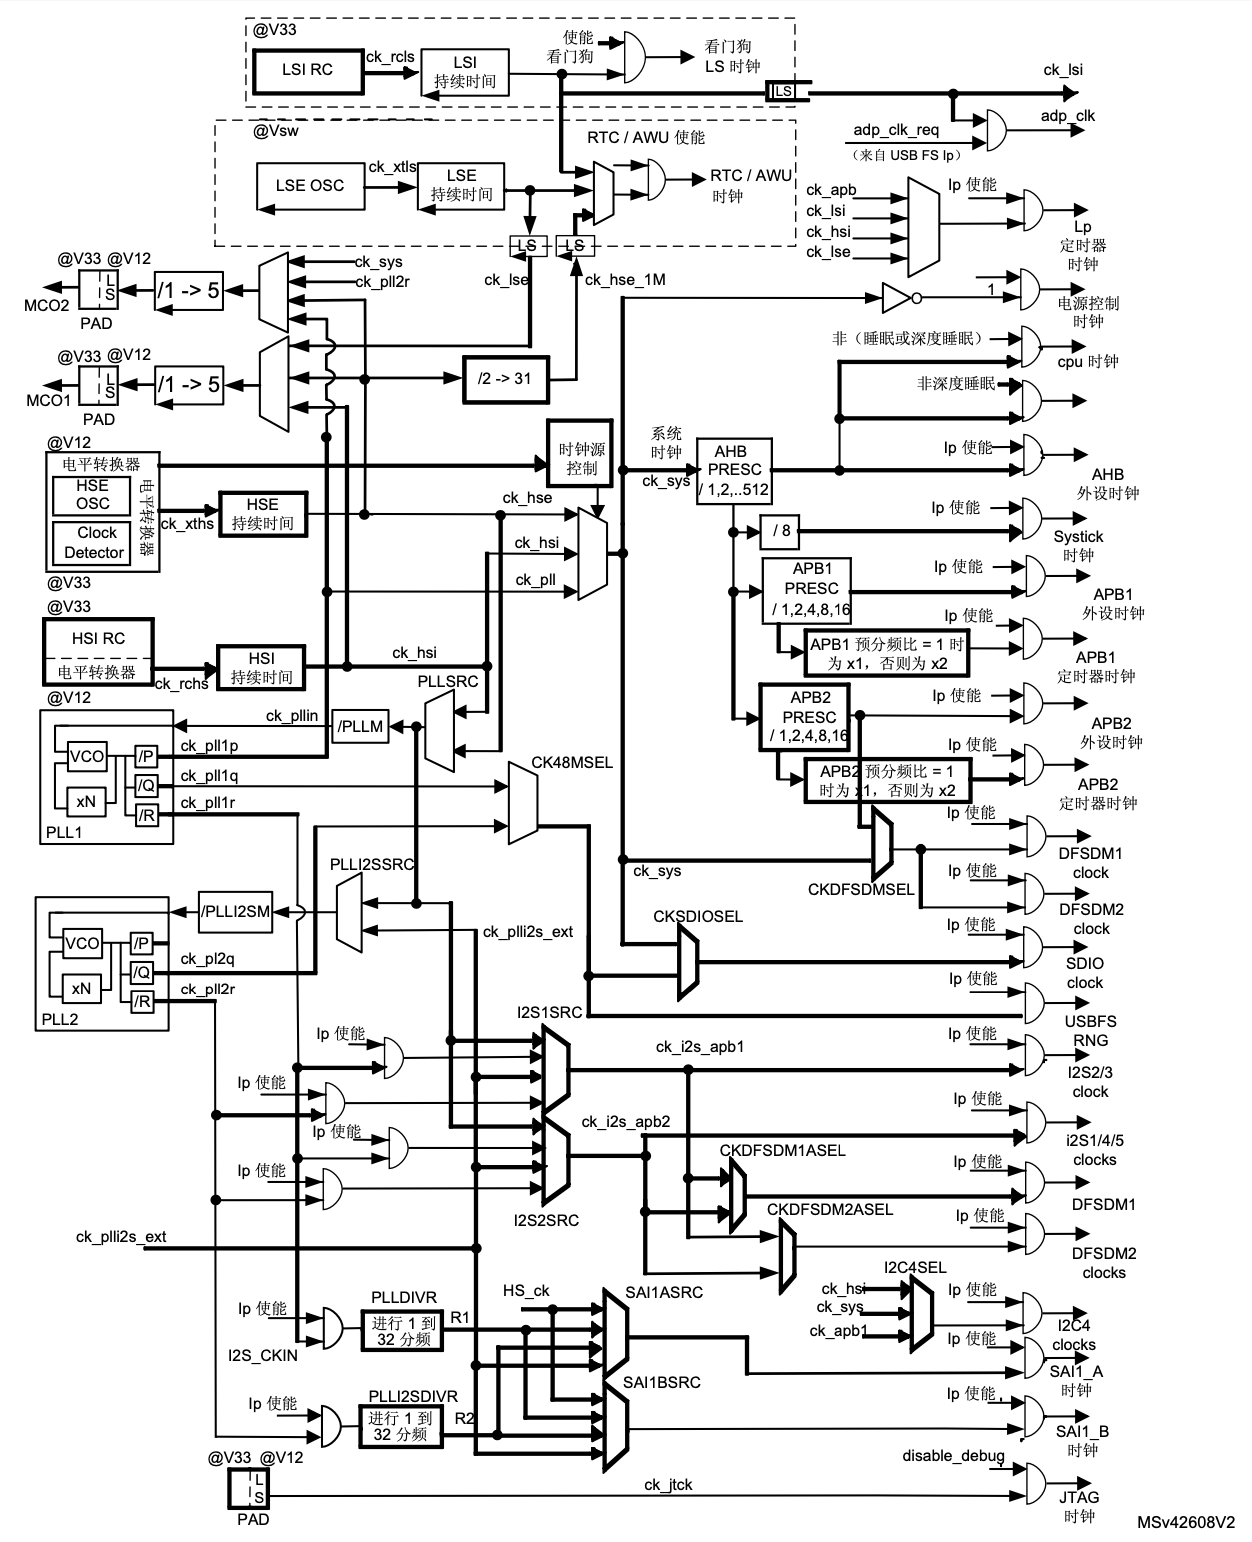 @V33
LSI RC
ck_rcls
LSI
持续时间
使能
看门狗
看门狗
LS 时钟
LS
ck_lsi
adp_clk
adp_clk_req
（来自 USB FS Ip）
@Vsw
LSE OSC
ck_xtls
LSE
持续时间
RTC / AWU 使能
RTC / AWU
时钟
LS
LS
ck_lse
ck_hse_1M
ck_apb
ck_lsi
ck_hsi
ck_lse
Ip 使能
Lp
定时器
时钟
@V33 @V12
MCO2
L
S
PAD
/1 -> 5
ck_sys
ck_pll2r
1
电源控制
时钟
非（睡眠或深度睡眠）
cpu 时钟
@V33 @V12
MCO1
L
S
PAD
/1 -> 5
/2 -> 31
非深度睡眠
@V12
电平转换器
HSE
OSC
Clock
Detector
电平转换器
@V33
ck_xths
HSE
持续时间
时钟源
控制
ck_hse
ck_hsi
ck_pll
系统
时钟
ck_sys
AHB
PRESC
/ 1,2,..512
Ip 使能
AHB
外设时钟
/ 8
Ip 使能
Systick
时钟
APB1
PRESC
/ 1,2,4,8,16
Ip 使能
APB1
外设时钟
APB1 预分频比 = 1 时
为 x1，否则为 x2
Ip 使能
APB1
定时器时钟
@V33
HSI RC
电平转换器
@V12
ck_rchs
HSI
持续时间
ck_hsi
PLLSRC
APB2
PRESC
/ 1,2,4,8,16
Ip 使能
APB2
外设时钟
APB2 预分频比 = 1
时为 x1，否则为 x2
Ip 使能
APB2
定时器时钟
ck_pllin
/PLLM
VCO
xN
/P
/Q
/R
PLL1
ck_pll1p
ck_pll1q
ck_pll1r
CK48MSEL
Ip 使能
DFSDM1
clock
PLLI2SSRC
ck_sys
CKDFSDMSEL
Ip 使能
DFSDM2
clock
/PLLI2SM
VCO
xN
/P
/Q
/R
PLL2
ck_pl2q
ck_pll2r
ck_plli2s_ext
CKSDIOSEL
Ip 使能
SDIO
clock
Ip 使能
USBFS
RNG
I2S1SRC
Ip 使能
ck_i2s_apb1
Ip 使能
I2S2/3
clock
Ip 使能
Ip 使能
ck_i2s_apb2
Ip 使能
i2S1/4/5
clocks
Ip 使能
I2S2SRC
CKDFSDM1ASEL
Ip 使能
DFSDM1
CKDFSDM2ASEL
Ip 使能
DFSDM2
clocks
ck_plli2s_ext
I2C4SEL
ck_hsi
ck_sys
ck_apb1
Ip 使能
I2C4
clocks
HS_ck
SAI1ASRC
PLLDIVR
Ip 使能
进行 1 到
32 分频
R1
I2S_CKIN
Ip 使能
SAI1_A
时钟
SAI1BSRC
PLLI2SDIVR
Ip 使能
进行 1 到
32 分频
R2
Ip 使能
SAI1_B
时钟
@V33 @V12
L
S
PAD
ck_jtck
disable_debug
JTAG
时钟
MSv42608V2